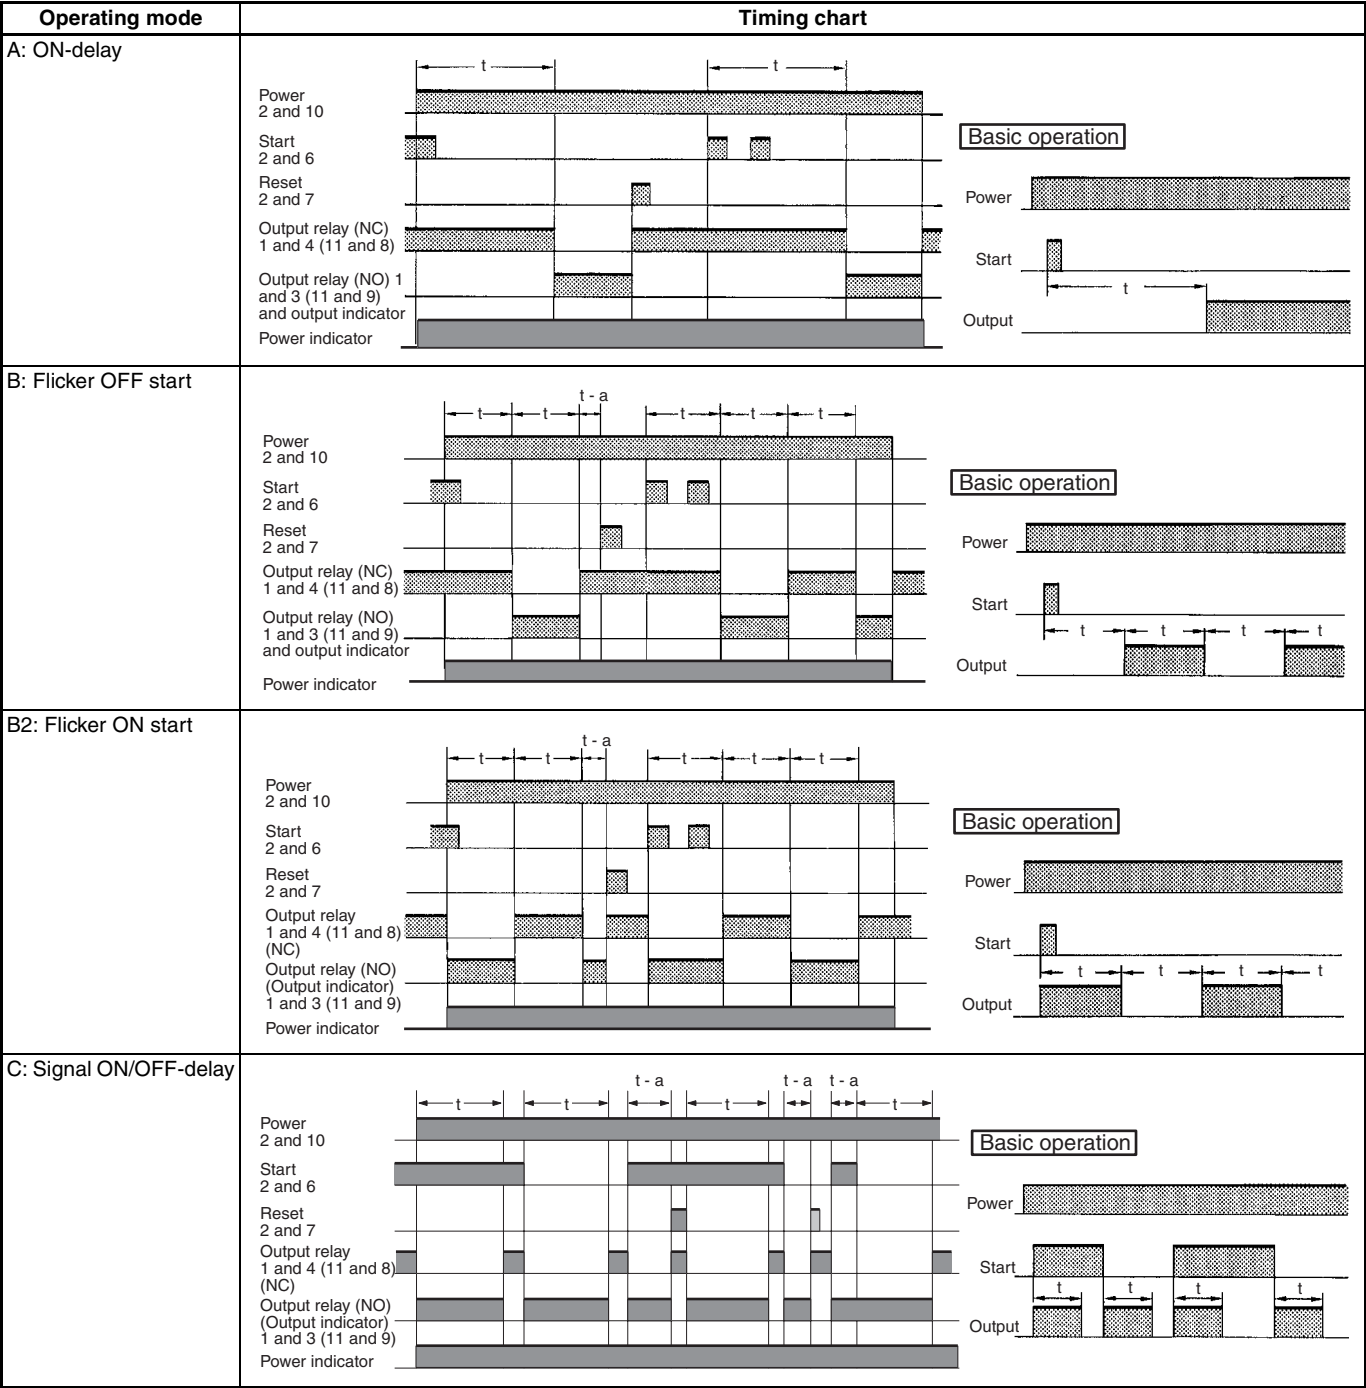 Operating mode
Timing chart
A: ON-delay
t
t
Power
2 and 10
Start
2 and 6
Reset
2 and 7
Output relay (NC)
1 and 4 (11 and 8)
Output relay (NO) 1
and 3 (11 and 9)
and output indicator
Power indicator
Basic operation
Power
Start
t
Output
B: Flicker OFF start
t - a
t
t
t
t
t
Power
2 and 10
Start
2 and 6
Reset
2 and 7
Output relay (NC)
1 and 4 (11 and 8)
Output relay (NO)
1 and 3 (11 and 9)
and output indicator
Power indicator
Basic operation
Power
Start
t
t
t
t
Output
B2: Flicker ON start
t - a
t
t
t
t
t
Power
2 and 10
Start
2 and 6
Reset
2 and 7
Output relay
1 and 4 (11 and 8)
(NC)
Output relay (NO)
(Output indicator)
1 and 3 (11 and 9)
Power indicator
Basic operation
Power
Start
t
t
t
t
Output
C: Signal ON/OFF-delay
t - a
t - a
t - a
t
t
t
t
Power
2 and 10
Start
2 and 6
Reset
2 and 7
Output relay
1 and 4 (11 and 8)
(NC)
Output relay (NO)
(Output indicator)
1 and 3 (11 and 9)
Power indicator
Basic operation
Power
Start
t
t
t
t
Output